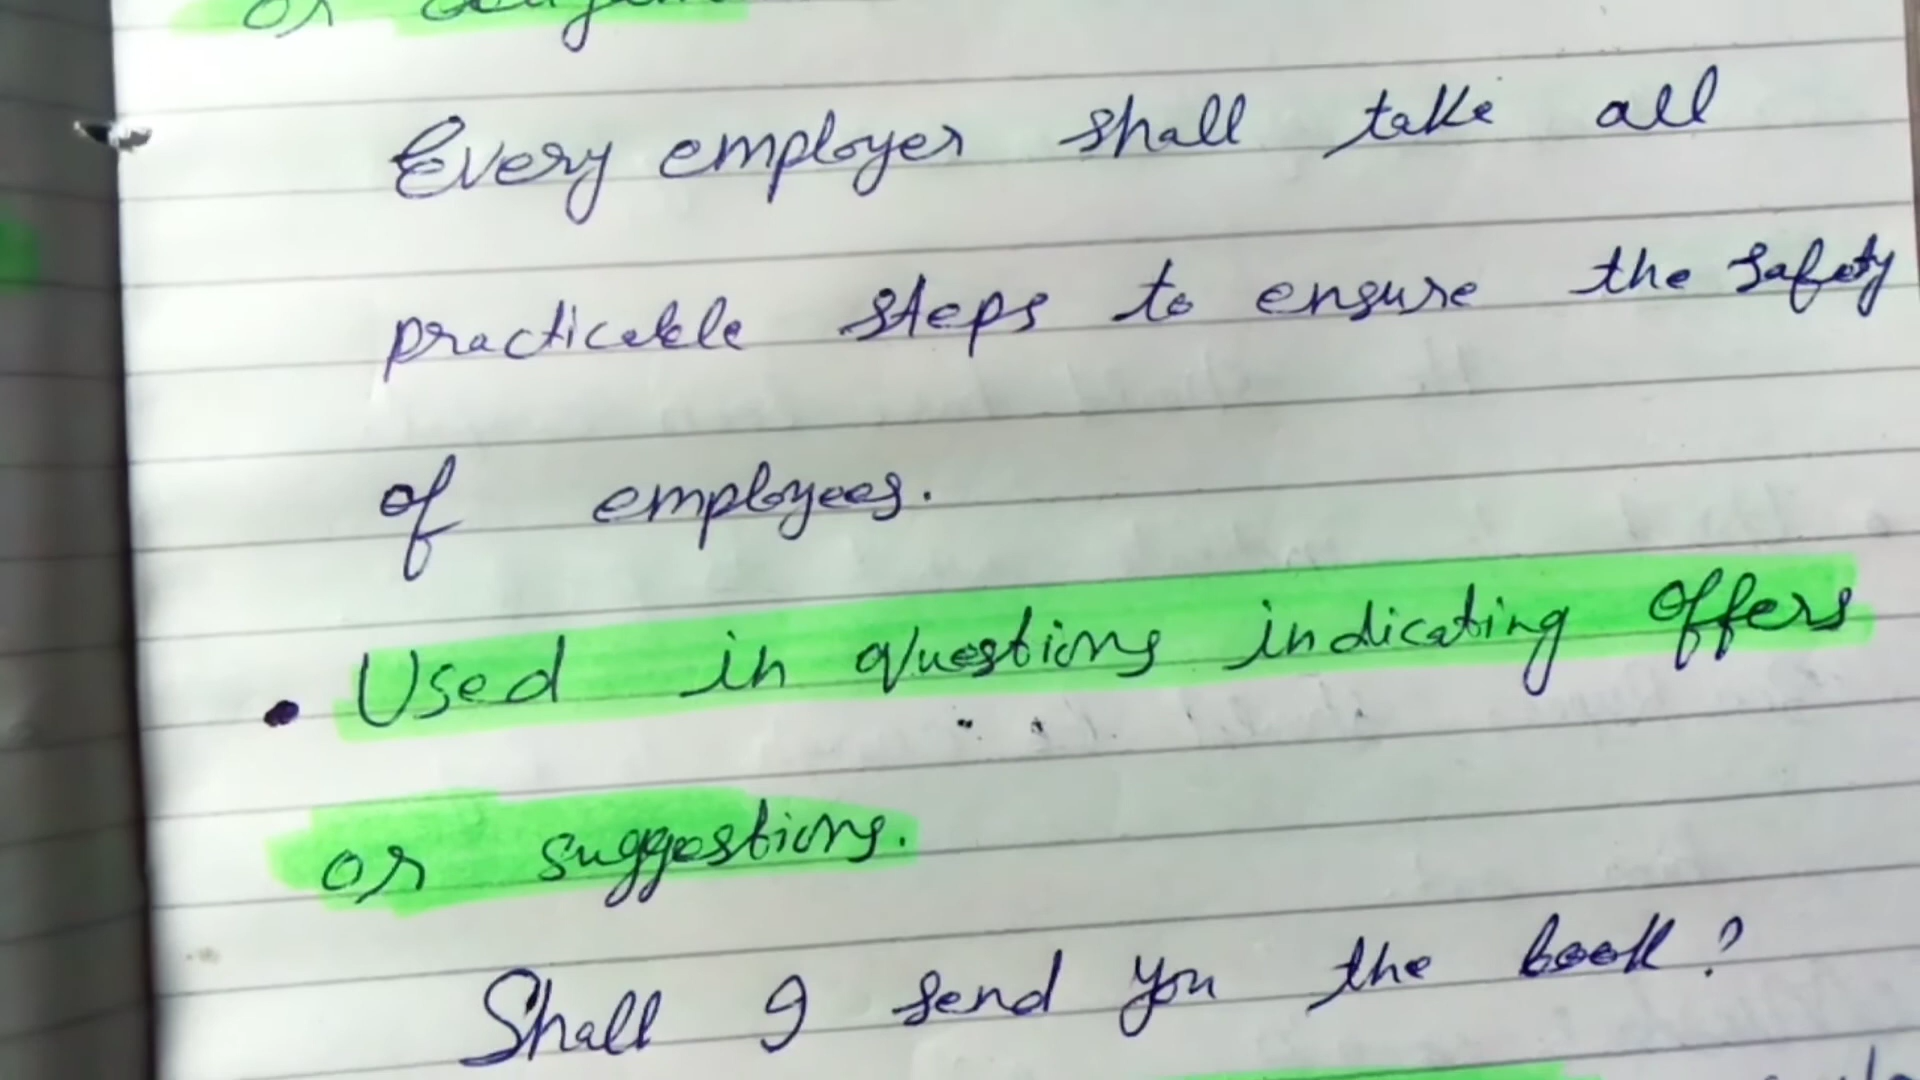 or
Every employer shall take all
practicable steps to ensure the safety
of employees.
• Used in questions indicating offers
or suggestions.
Shall I send you the book?